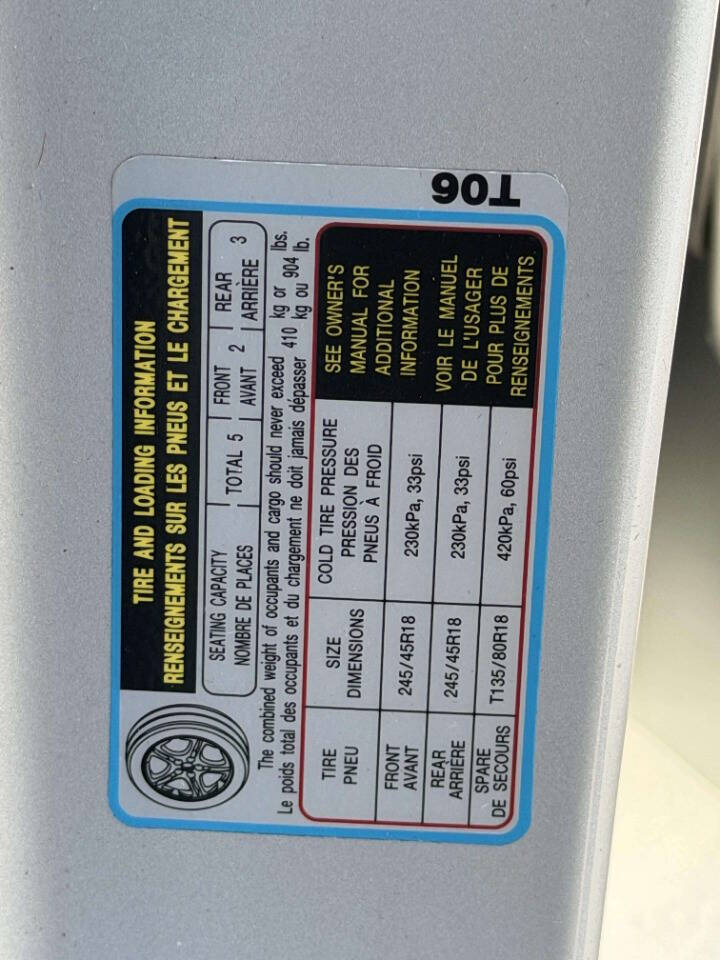 TIRE AND LOADING INFORMATION
RENSEIGNEMENTS SUR LES PNEUS ET LE CHARGEMENT
SEATING CAPACITY
NOMBRE DE PLACES
TOTAL 5
FRONT
AVANT
2
REAR
ARRIÈRE
3
The combined weight of occupants and cargo should never exceed 410 kg or lbs.
Le poids total des occupants et du chargement ne doit jamais dépasser 410 kg ou 904 lb.
TIRE
PNEU
SIZE
DIMENSIONS
COLD TIRE PRESSURE
PRESSION DES
PNEUS À FROID
FRONT
AVANT
245/45R18
230kPa, 33psi
REAR
ARRIÈRE
245/45R18
230kPa, 33psi
SPARE
DE SECOURS
T135/80R18
420kPa, 60psi
SEE OWNER'S
MANUAL FOR
ADDITIONAL
INFORMATION
VOIR LE MANUEL
DE L'USAGER
POUR PLUS DE
RENSEIGNEMENTS
T06